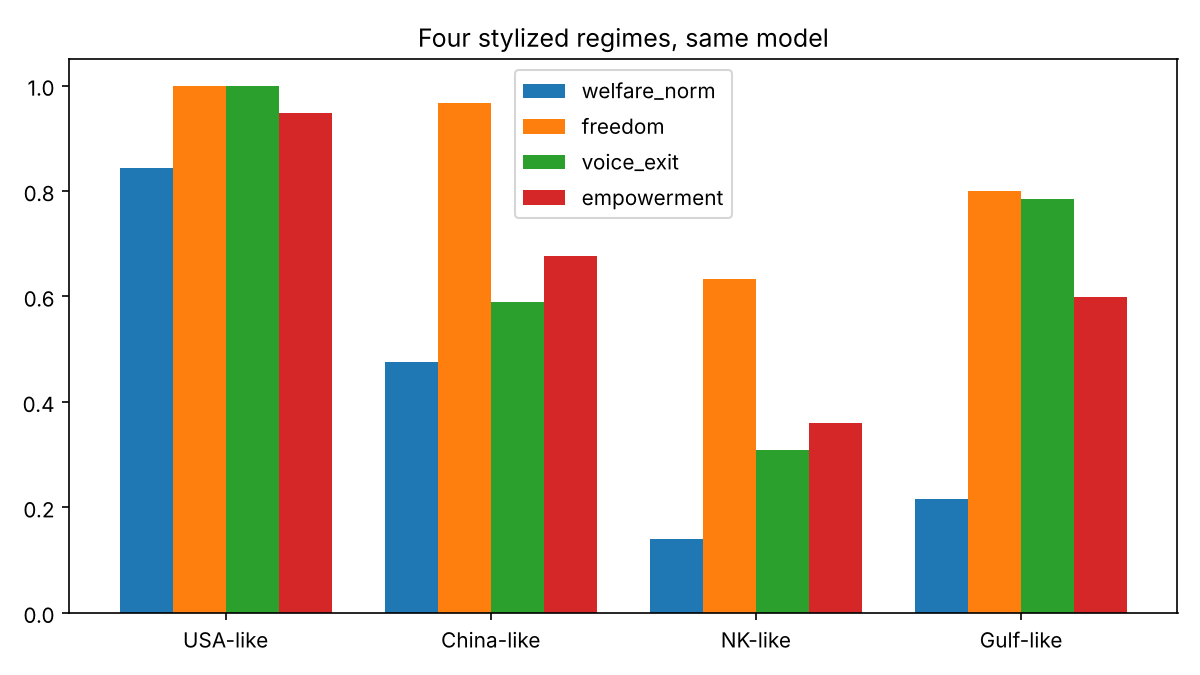 Four stylized regimes, same model
welfare_norm
freedom
voice_exit
empowerment
1.0
0.8
0.6
0.4
0.2
0.0
USA-like
China-like
NK-like
Gulf-like